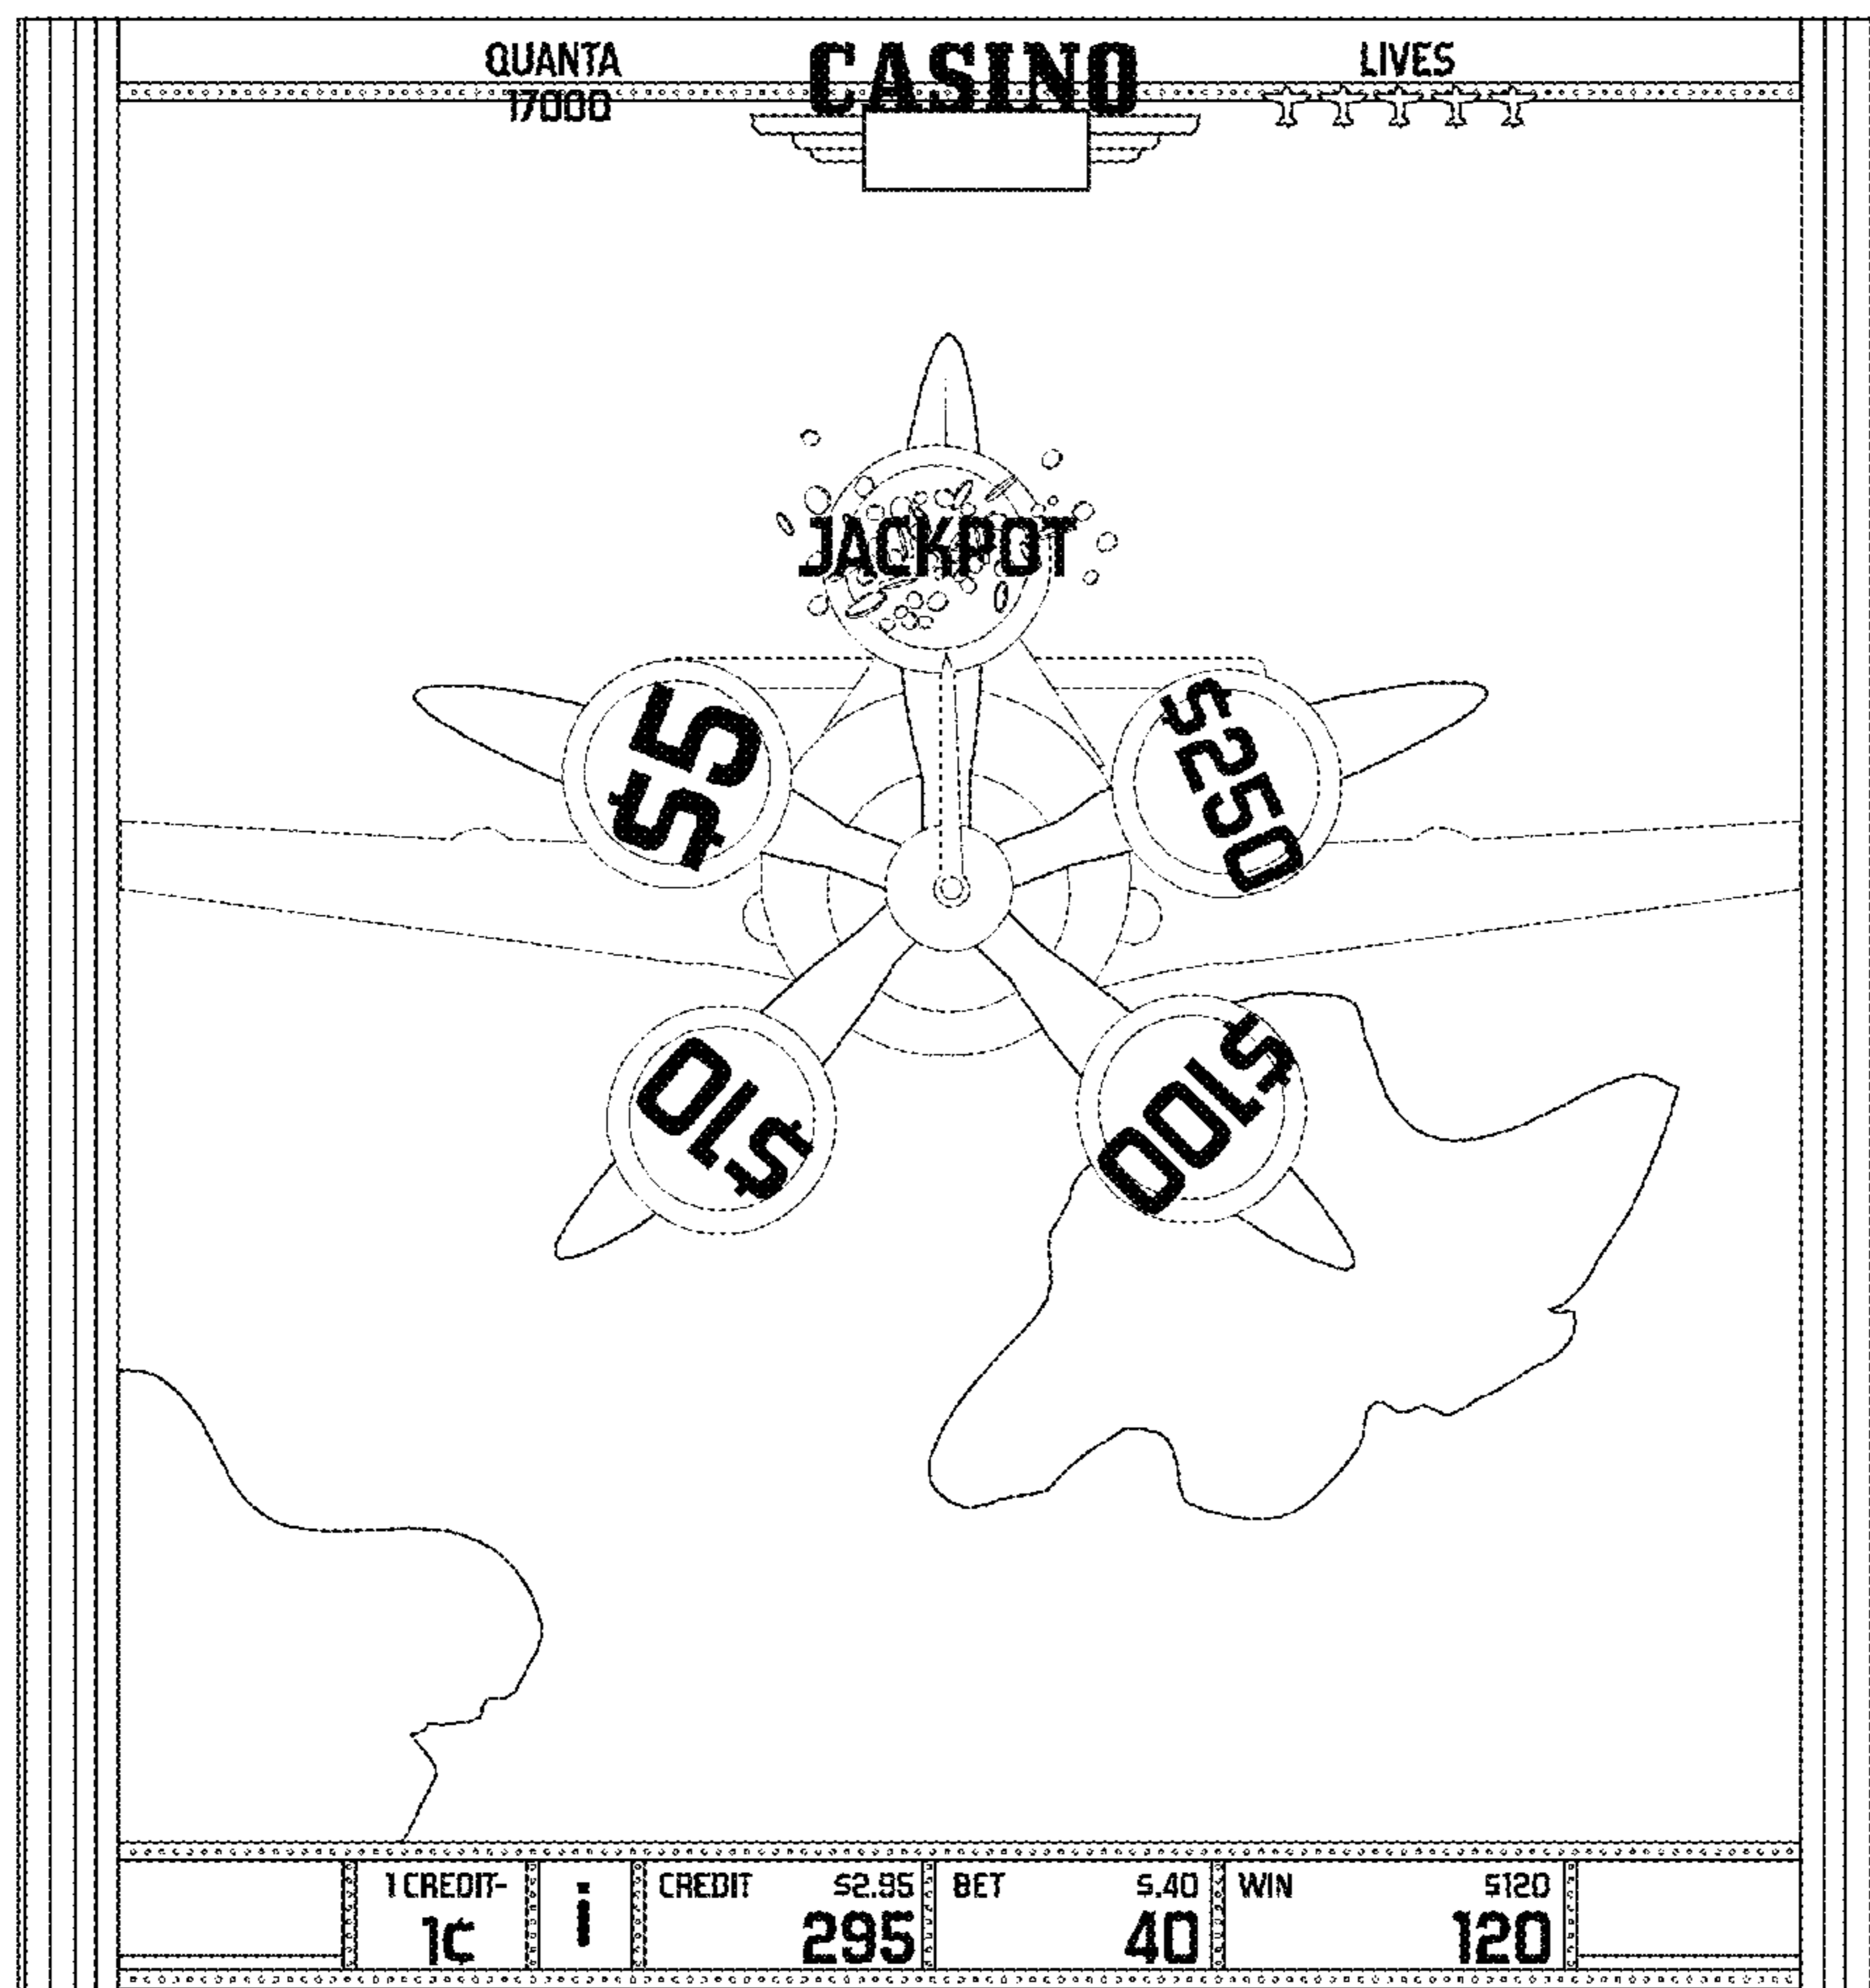 QUANTA
17000
CASINO
LIVES
JACKPOT
$5
$250
$10
$100
1 CREDIT-
1¢
i
CREDIT $2.95
295
BET $.40
40
WIN $120
120